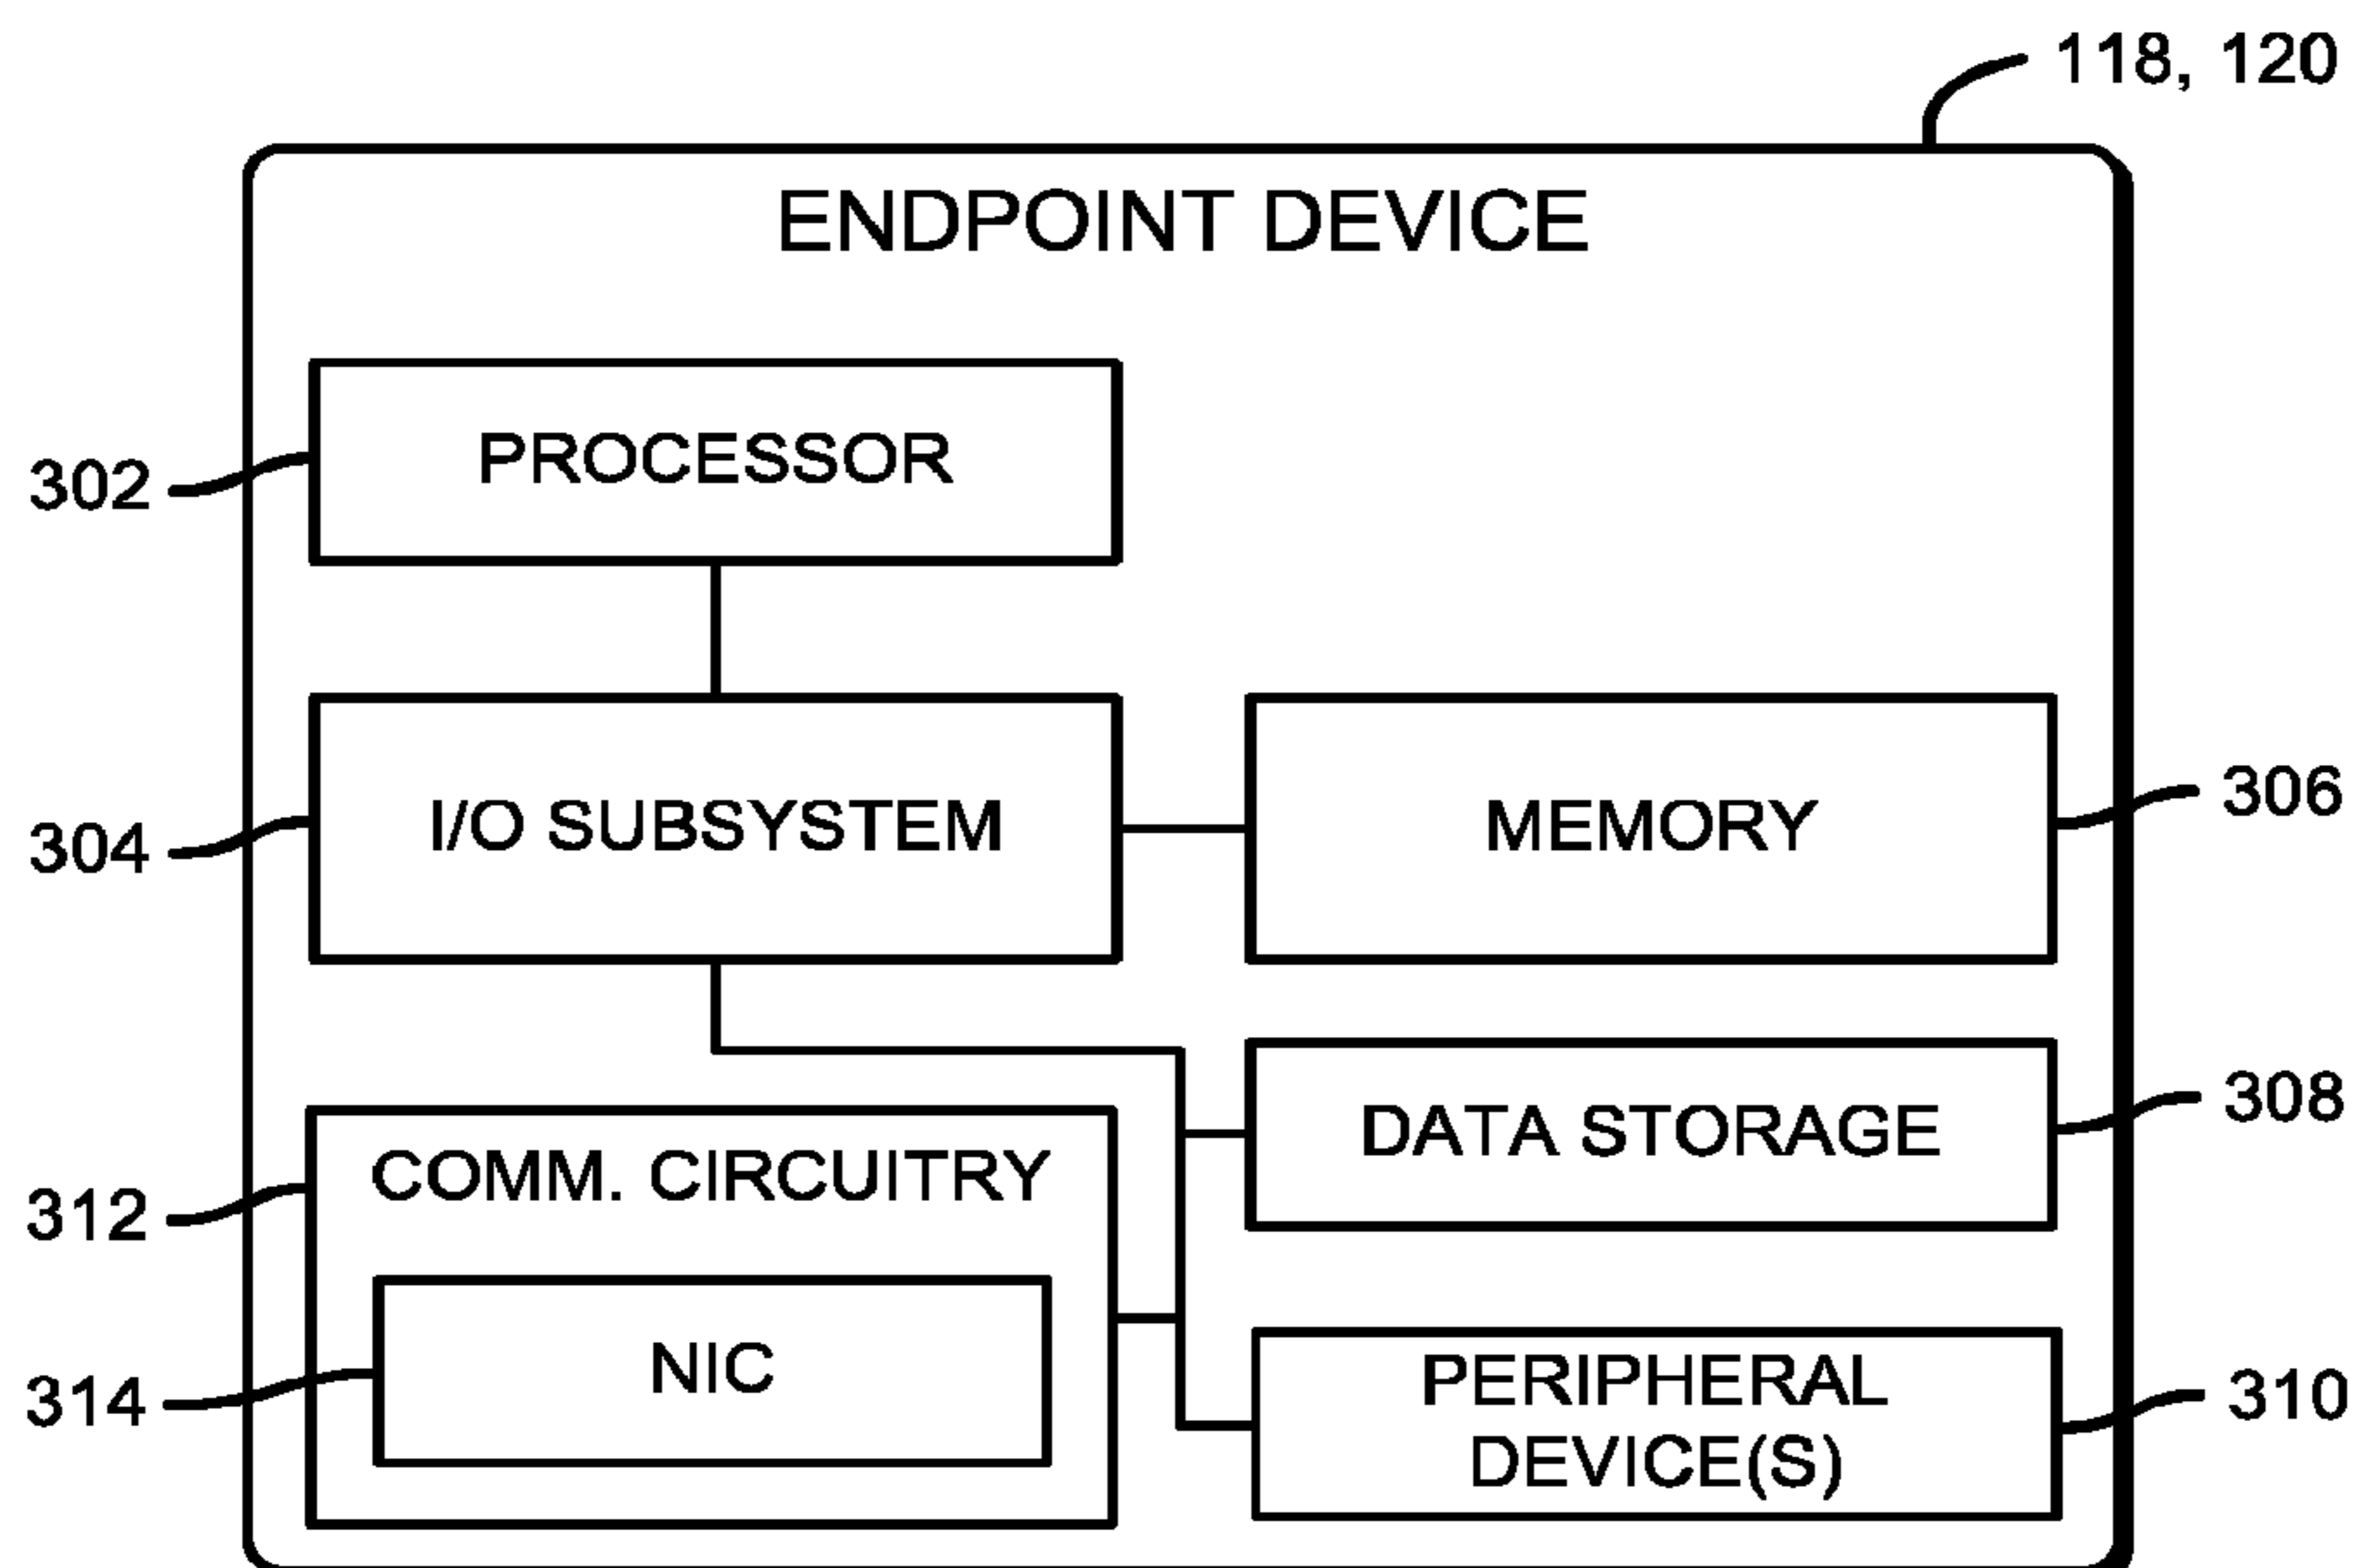 118, 120
ENDPOINT DEVICE
302
PROCESSOR
304
I/O SUBSYSTEM
MEMORY
306
DATA STORAGE
308
312
COMM. CIRCUITRY
314
NIC
PERIPHERAL
DEVICE(S)
310